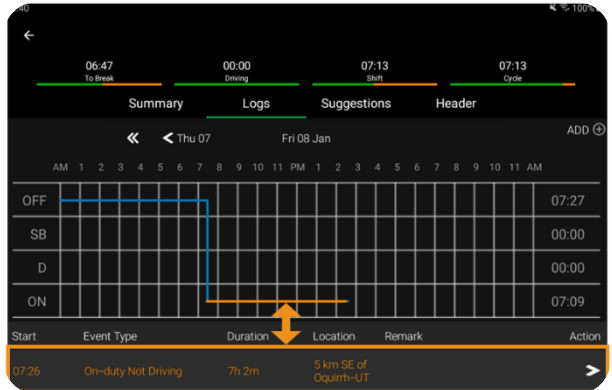 :40 100%
06:47 00:00 07:13 07:13
To Break Driving Shift Cycle
Summary Logs Suggestions Header
Thu 07 Fri 08 Jan ADD
AM 1 2 3 4 5 6 7 8 9 10 11 PM 1 2 3 4 5 6 7 8 9 10 11 AM
OFF 07:27
SB 00:00
D 00:00
ON 07:09
Start Event Type Duration Location Remark Action
07:26 On-duty Not Driving 7h 2m 5 km SE of
Oquirrh-UT